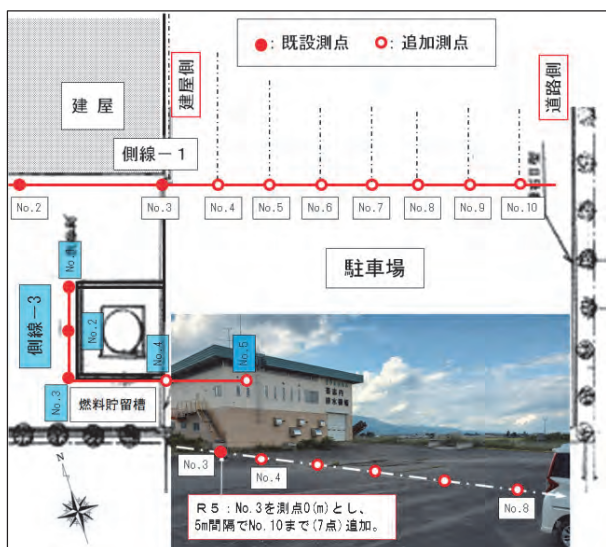 ●: 既設測点 ○: 追加測点
建屋
建屋側
道路側
側線－1
No.2
No.3
No.4
No.5
No.6
No.7
No.8
No.9
No.10
駐車場
側線－3
No.2
No.3
No.4
No.5
燃料貯留槽
N
No.3
No.4
No.8
R5：No.3を測点0(m)とし、
5m間隔でNo.10まで(7点)追加。